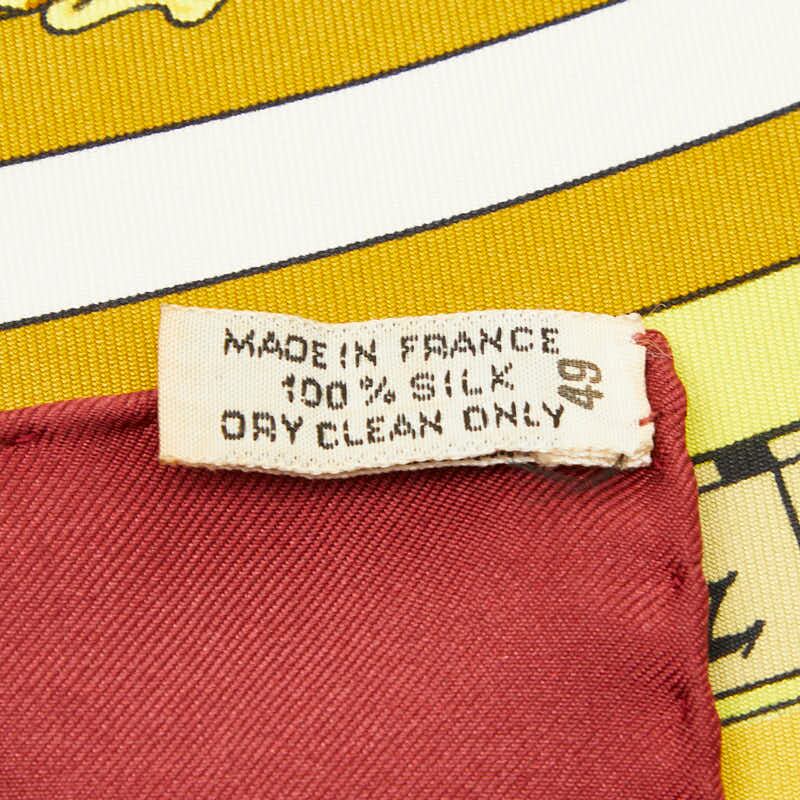 MADE IN FRANCE
100% SILK
DRY CLEAN ONLY
49